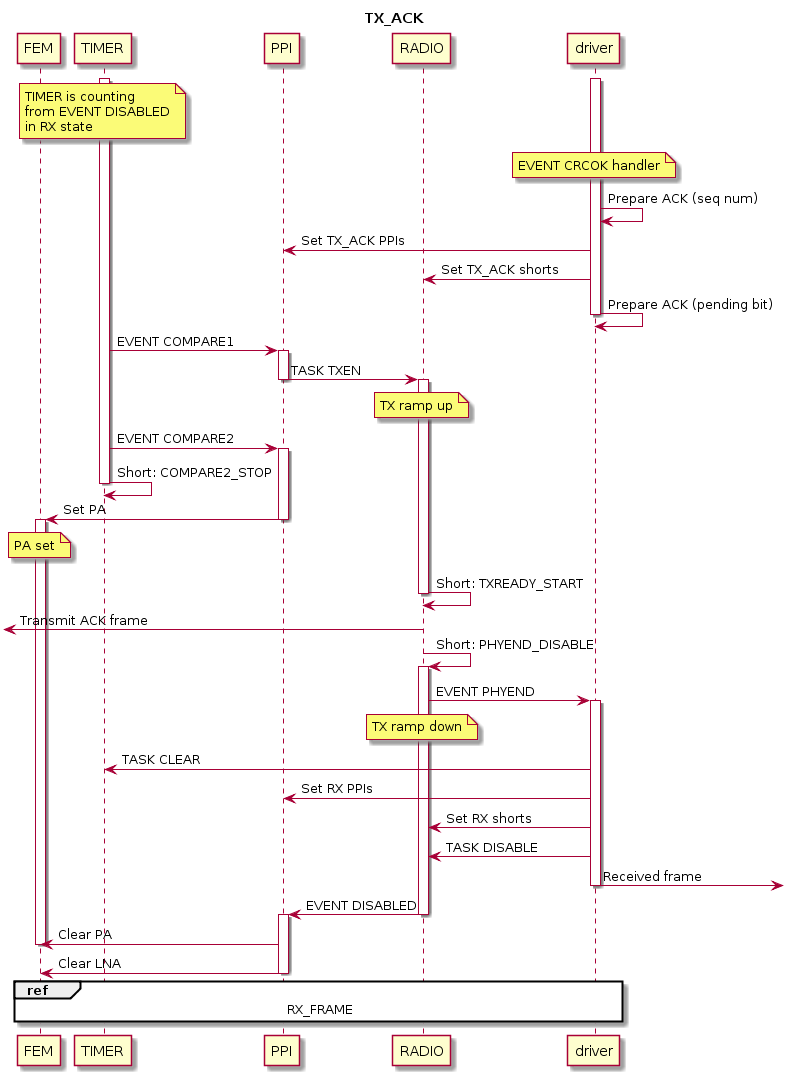 TX_ACK
FEM
TIMER
PPI
RADIO
driver
TIMER is counting
from EVENT DISABLED
in RX state
EVENT CRCOK handler
Prepare ACK (seq num)
Set TX_ACK PPIs
Set TX_ACK shorts
Prepare ACK (pending bit)
EVENT COMPARE1
TASK TXEN
TX ramp up
EVENT COMPARE2
Short: COMPARE2_STOP
Set PA
PA set
Short: TXREADY_START
Transmit ACK frame
Short: PHYEND_DISABLE
EVENT PHYEND
TX ramp down
TASK CLEAR
Set RX PPIs
Set RX shorts
TASK DISABLE
Received frame
EVENT DISABLED
Clear PA
Clear LNA
ref
RX_FRAME
FEM
TIMER
PPI
RADIO
driver